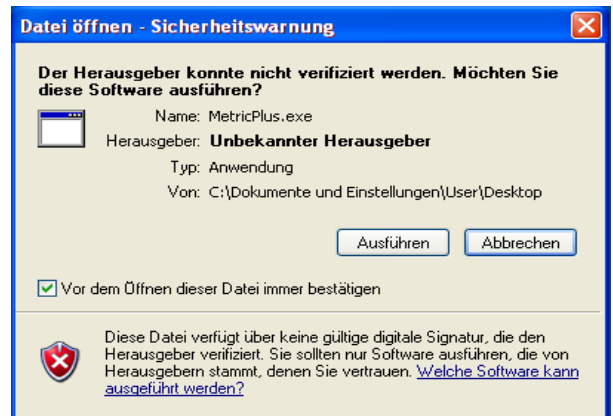 Datei öffnen - Sicherheitswarnung
Der Herausgeber konnte nicht verifiziert werden. Möchten Sie
diese Software ausführen?
Name: MetricPlus.exe
Herausgeber: Unbekannter Herausgeber
Typ: Anwendung
Von: C:\Dokumente und Einstellungen\User\Desktop
Ausführen Abbrechen
Vor dem Öffnen dieser Datei immer bestätigen
Diese Datei verfügt über keine gültige digitale Signatur, die den
Herausgeber verifiziert. Sie sollten nur Software ausführen, die von
Herausgebern stammt, denen Sie vertrauen. Welche Software kann
ausgeführt werden?